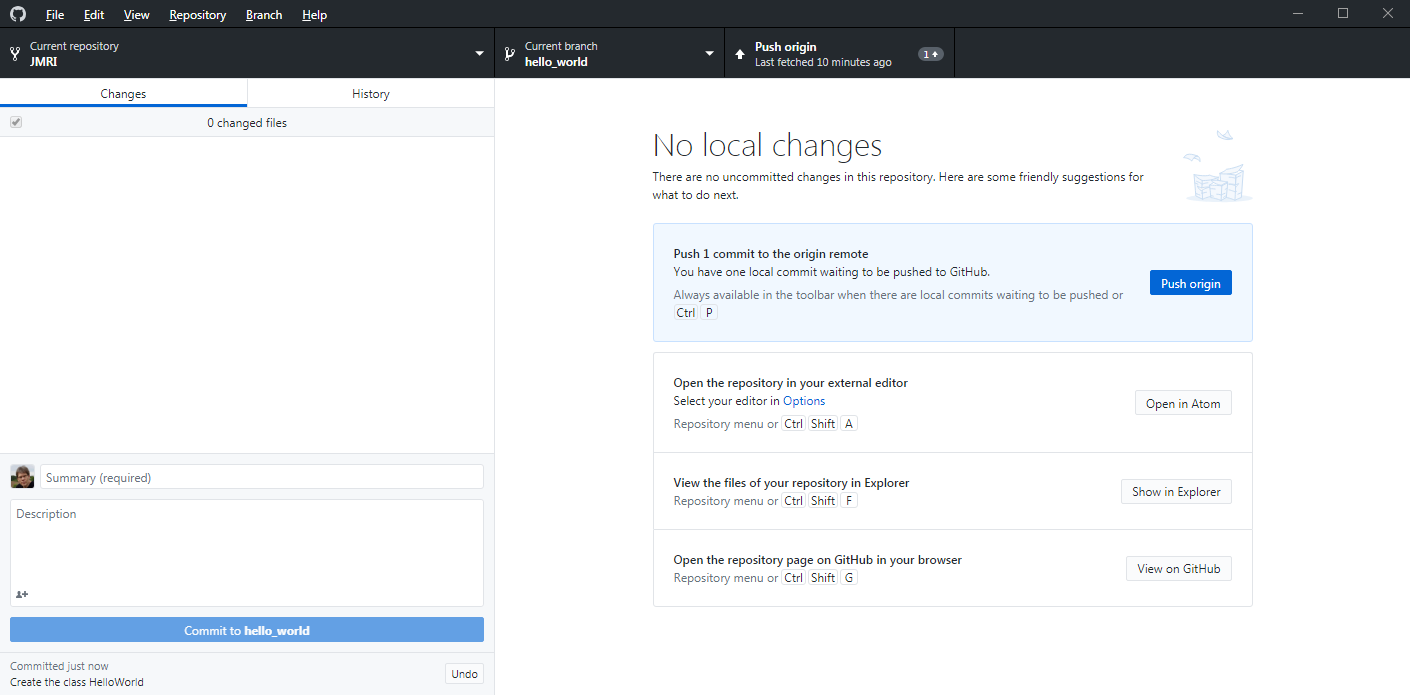 File Edit View Repository Branch Help
Current repository
JMRI
Current branch
hello_world
Push origin
Last fetched 10 minutes ago
1
Changes
History
0 changed files
Summary (required)
Description
Commit to hello_world
Committed just now
Create the class HelloWorld
Undo
No local changes
There are no uncommitted changes in this repository. Here are some friendly suggestions for
what to do next.
Push 1 commit to the origin remote
You have one local commit waiting to be pushed to GitHub.
Always available in the toolbar when there are local commits waiting to be pushed or
Ctrl P
Push origin
Open the repository in your external editor
Select your editor in Options
Repository menu or Ctrl Shift A
Open in Atom
View the files of your repository in Explorer
Repository menu or Ctrl Shift F
Show in Explorer
Open the repository page on GitHub in your browser
Repository menu or Ctrl Shift G
View on GitHub